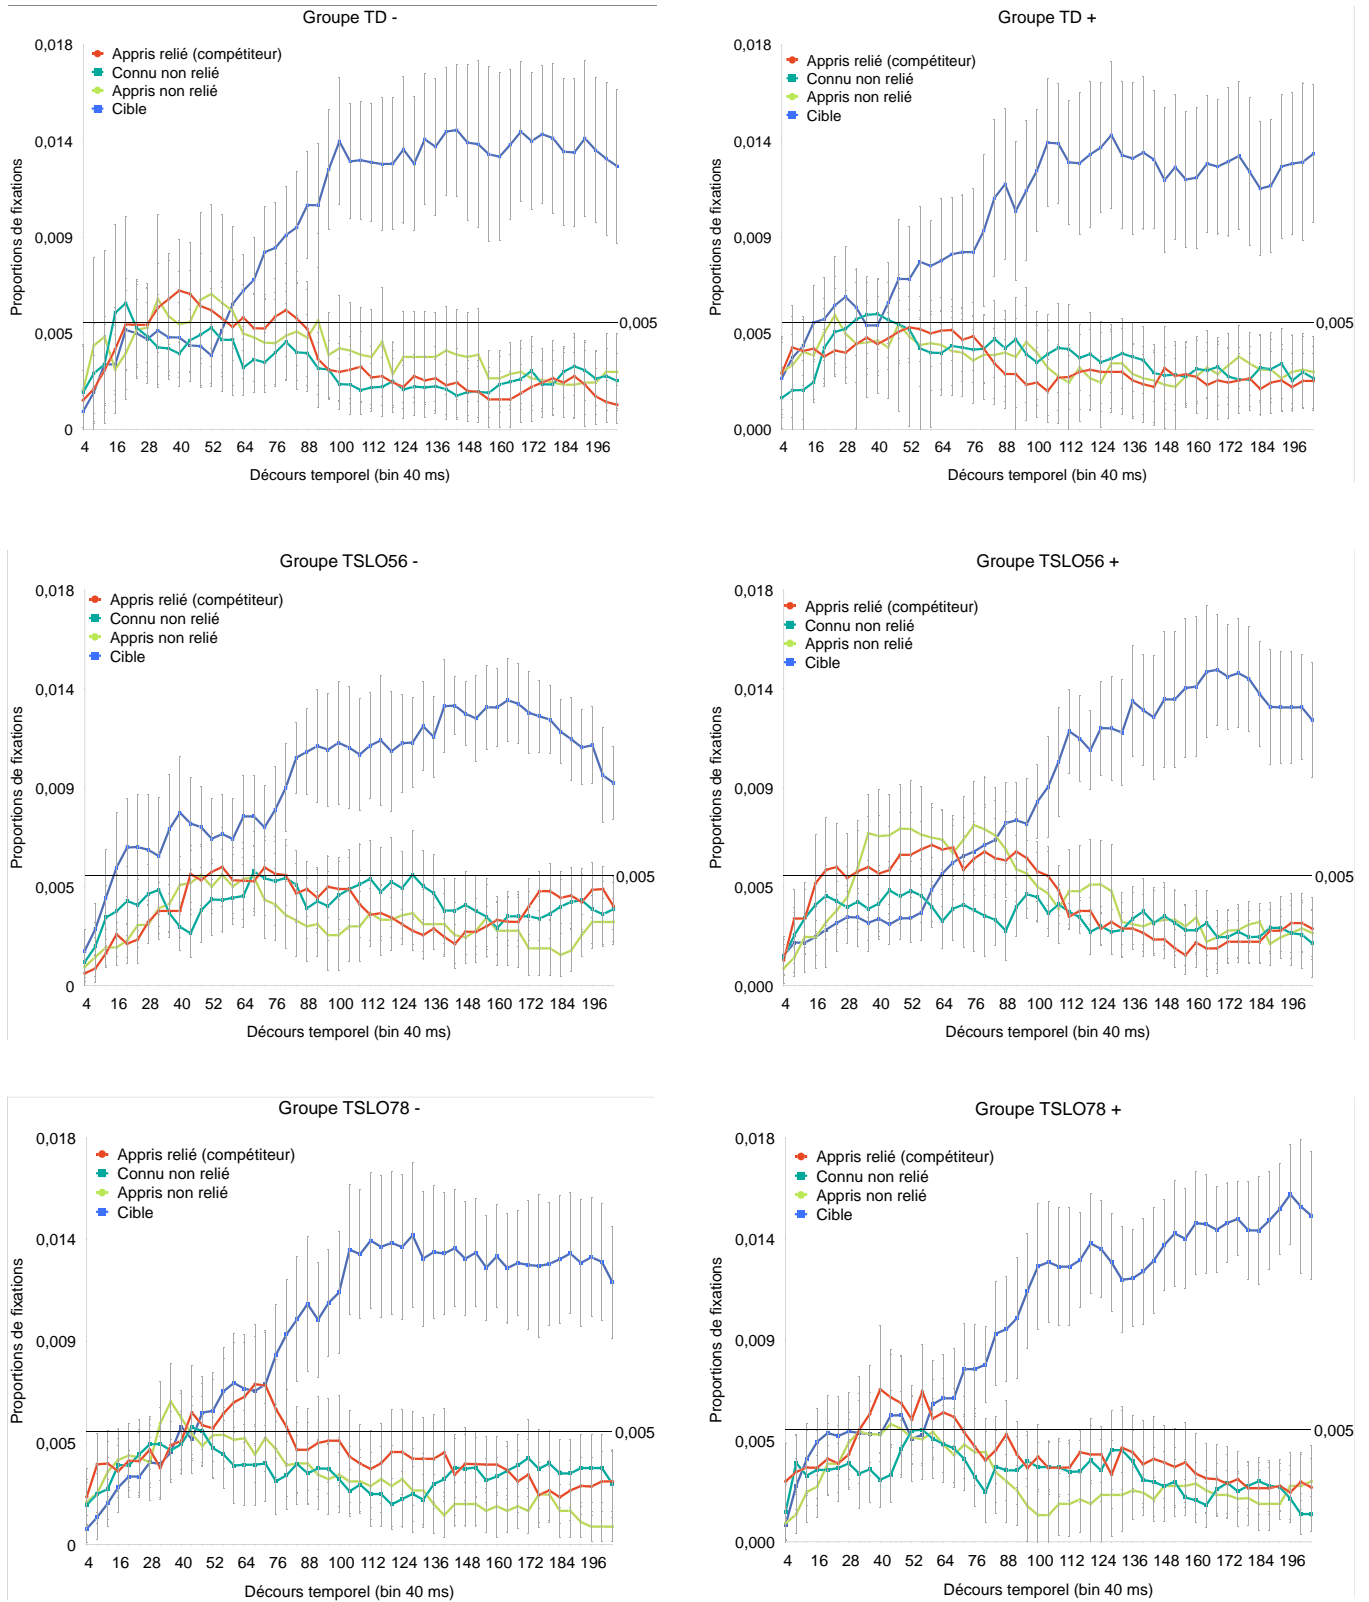 Groupe TD -
0,018
0,014
0,009
0,005
0
Proportions de fixations
Appris relié (compétiteur)
Connu non relié
Appris non relié
Cible
0,005
4 16 28 40 52 64 76 88 100 112 124 136 148 160 172 184 196
Décours temporel (bin 40 ms)
Groupe TD +
0,018
0,014
0,009
0,005
0,000
Proportions de fixations
Appris relié (compétiteur)
Connu non relié
Appris non relié
Cible
0,005
4 16 28 40 52 64 76 88 100 112 124 136 148 160 172 184 196
Décours temporel (bin 40 ms)
Groupe TSLO56 -
0,018
0,014
0,009
0,005
0
Proportions de fixations
Appris relié (compétiteur)
Connu non relié
Appris non relié
Cible
0,005
4 16 28 40 52 64 76 88 100 112 124 136 148 160 172 184 196
Décours temporel (bin 40 ms)
Groupe TSLO56 +
0,018
0,014
0,009
0,005
0,000
Proportions de fixations
Appris relié (compétiteur)
Connu non relié
Appris non relié
Cible
0,005
4 16 28 40 52 64 76 88 100 112 124 136 148 160 172 184 196
Décours temporel (bin 40 ms)
Groupe TSLO78 -
0,018
0,014
0,009
0,005
0
Proportions de fixations
Appris relié (compétiteur)
Connu non relié
Appris non relié
Cible
0,005
4 16 28 40 52 64 76 88 100 112 124 136 148 160 172 184 196
Décours temporel (bin 40 ms)
Groupe TSLO78 +
0,018
0,014
0,009
0,005
0,000
Proportions de fixations
Appris relié (compétiteur)
Connu non relié
Appris non relié
Cible
0,005
4 16 28 40 52 64 76 88 100 112 124 136 148 160 172 184 196
Décours temporel (bin 40 ms)